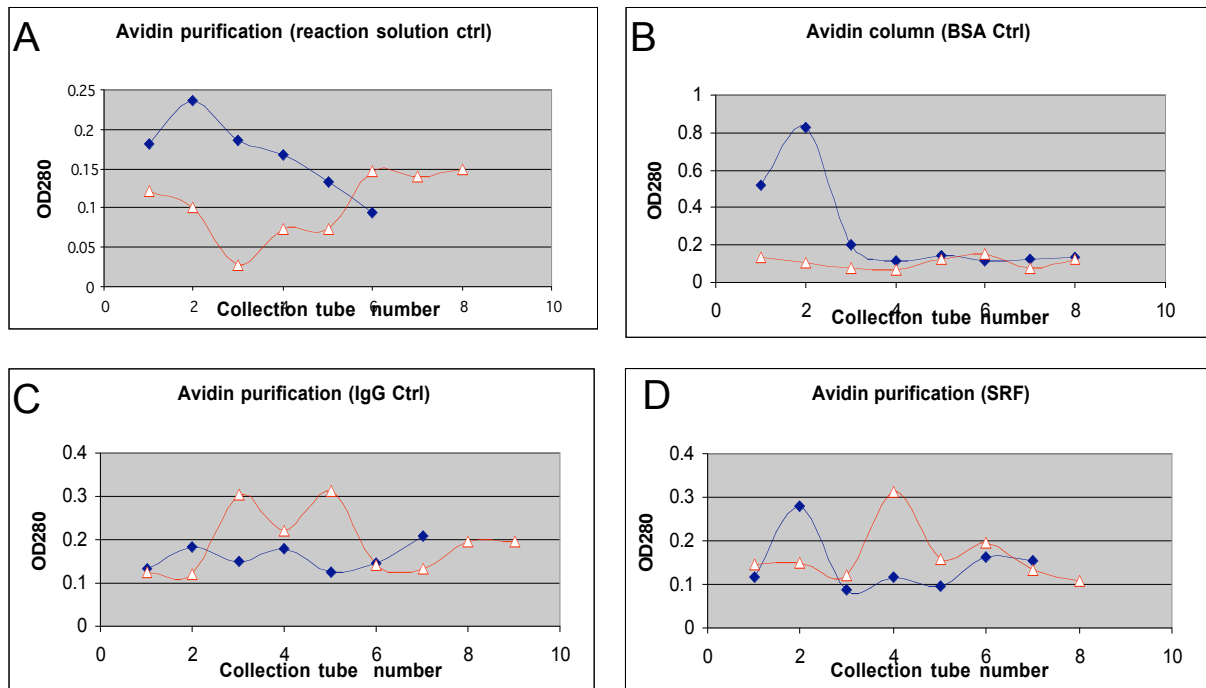 A
Avidin purification (reaction solution ctrl)
0.25
0.2
0.15
0.1
0.05
0
OD280
0 2 4 6 8 10
Collection tube number
B
Avidin column (BSA Ctrl)
1
0.8
0.6
0.4
0.2
0
OD280
0 2 4 6 8 10
Collection tube number
C
Avidin purification (IgG Ctrl)
0.4
0.3
0.2
0.1
0
OD280
0 2 4 6 8 10
Collection tube number
D
Avidin purification (SRF)
0.4
0.3
0.2
0.1
0
OD280
0 2 4 6 8 10
Collection tube number